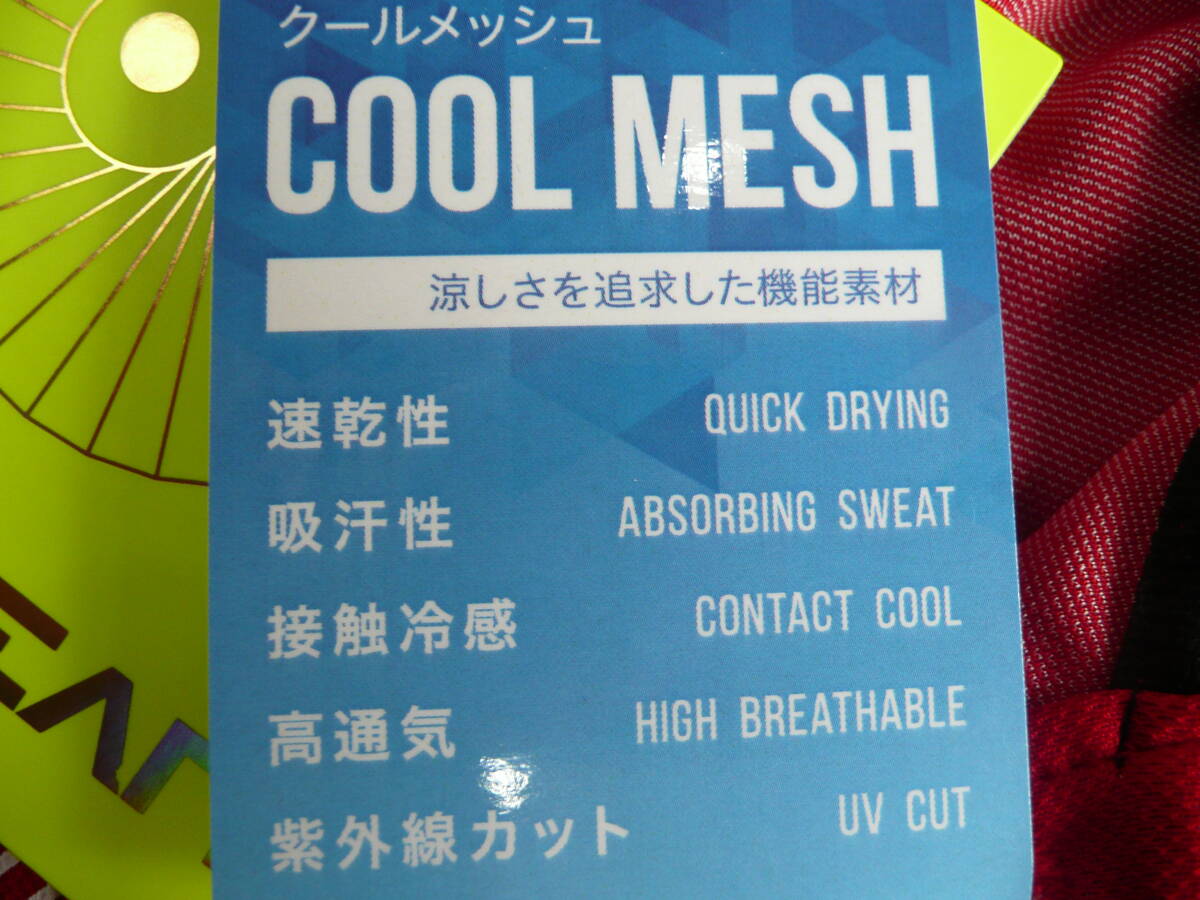 クールメッシュ
COOL MESH
涼しさを追求した機能素材
速乾性 QUICK DRYING
吸汗性 ABSORBING SWEAT
接触冷感 CONTACT COOL
高通気 HIGH BREATHABLE
紫外線カット UV CUT